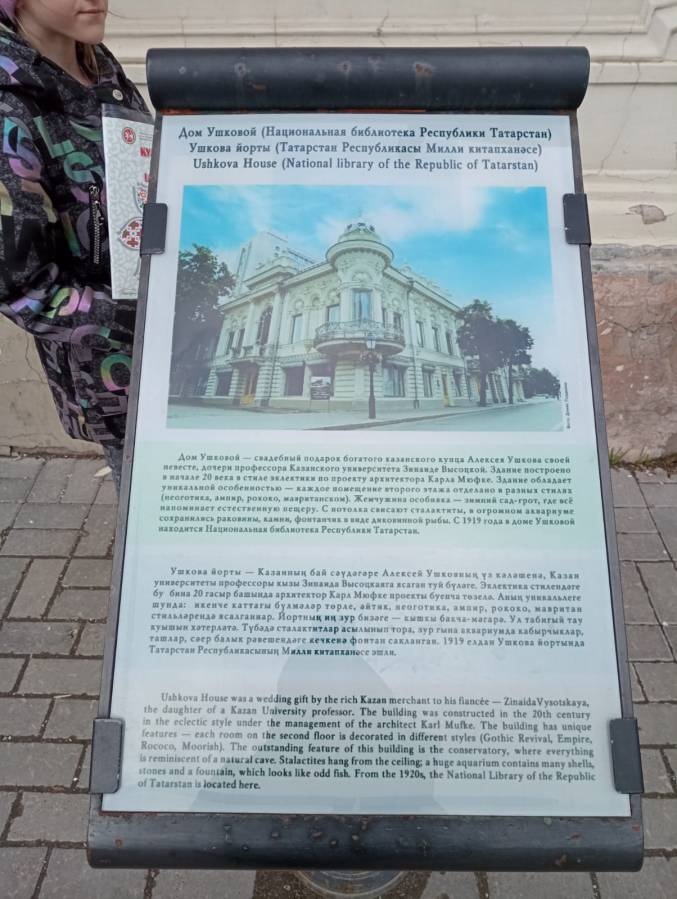 Дом Ушковой (Национальная библиотека Республики Татарстан)
Ушкова йорты (Татарстан Республикасы Милли китапханәсе)
Ushkova House (National library of the Republic of Tatarstan)
Дом Ушковой — свадебный подарок богатого казанского купца Алексея Ушкова своей
невесте, дочери профессора Казанского университета Зинаиде Высоцкой. Здание построено
в начале 20 века в стиле эклектики по проекту архитектора Карла Мюфке. Здание обладает
уникальной особенностью — каждое помещение второго этажа отделано в разных стилях
(неоготика, ампир, рококо, мавританском). Жемчужина особняка — зимний сад-грот, где всё
напоминает естественную пещеру. С потолка свисают сталактиты, в огромном аквариуме
сохранились раковины, камни, фонтанчик в виде диковинной рыбы. С 1919 года в доме Ушковой
находится Национальная библиотека Республики Татарстан.
Ушкова йорты — Казанның бай сәүдәгәре Алексей Ушковның үз кәләшенә, Казан
университеты профессоры кызы Зинаида Высоцкаяга ясаган туй бүләге. Эклектика стилендәге
бу бина 20 гасыр башында архитектор Карл Мюфке проекты буенча төзелә. Аның уникальлеге
шунда: икенче каттагы бүлмәләр төрле, әйтик, неоготика, ампир, рококо, мавритан
стильләрендә ясалганнар. Йортның иң зур бизәге — кышкы бакча-мәгарә. Ул табигый тау
куышын хәтерләтә. Түбәдә сталактитлар асылынып тора, зур гына аквариумда кабырчыклар,
ташлар, сәер балык рәвешендәге кечкенә фонтан сакланган. 1919 елдан Ушкова йортында
Татарстан Республикасының Милли китапханәсе эшли.
Ushkova House was a wedding gift by the rich Kazan merchant to his fiancée — ZinaidaVysotskaya,
the daughter of a Kazan University professor. The building was constructed in the 20th century
in the eclectic style under the management of the architect Karl Mufke. The building has unique
features — each room on the second floor is decorated in different styles (Gothic Revival, Empire,
Rococo, Moorish). The outstanding feature of this building is the conservatory, where everything
is reminiscent of a natural cave. Stalactites hang from the ceiling; a huge aquarium contains many shells,
stones and a fountain, which looks like odd fish. From the 1920s, the National Library of the Republic
of Tatarstan is located here.